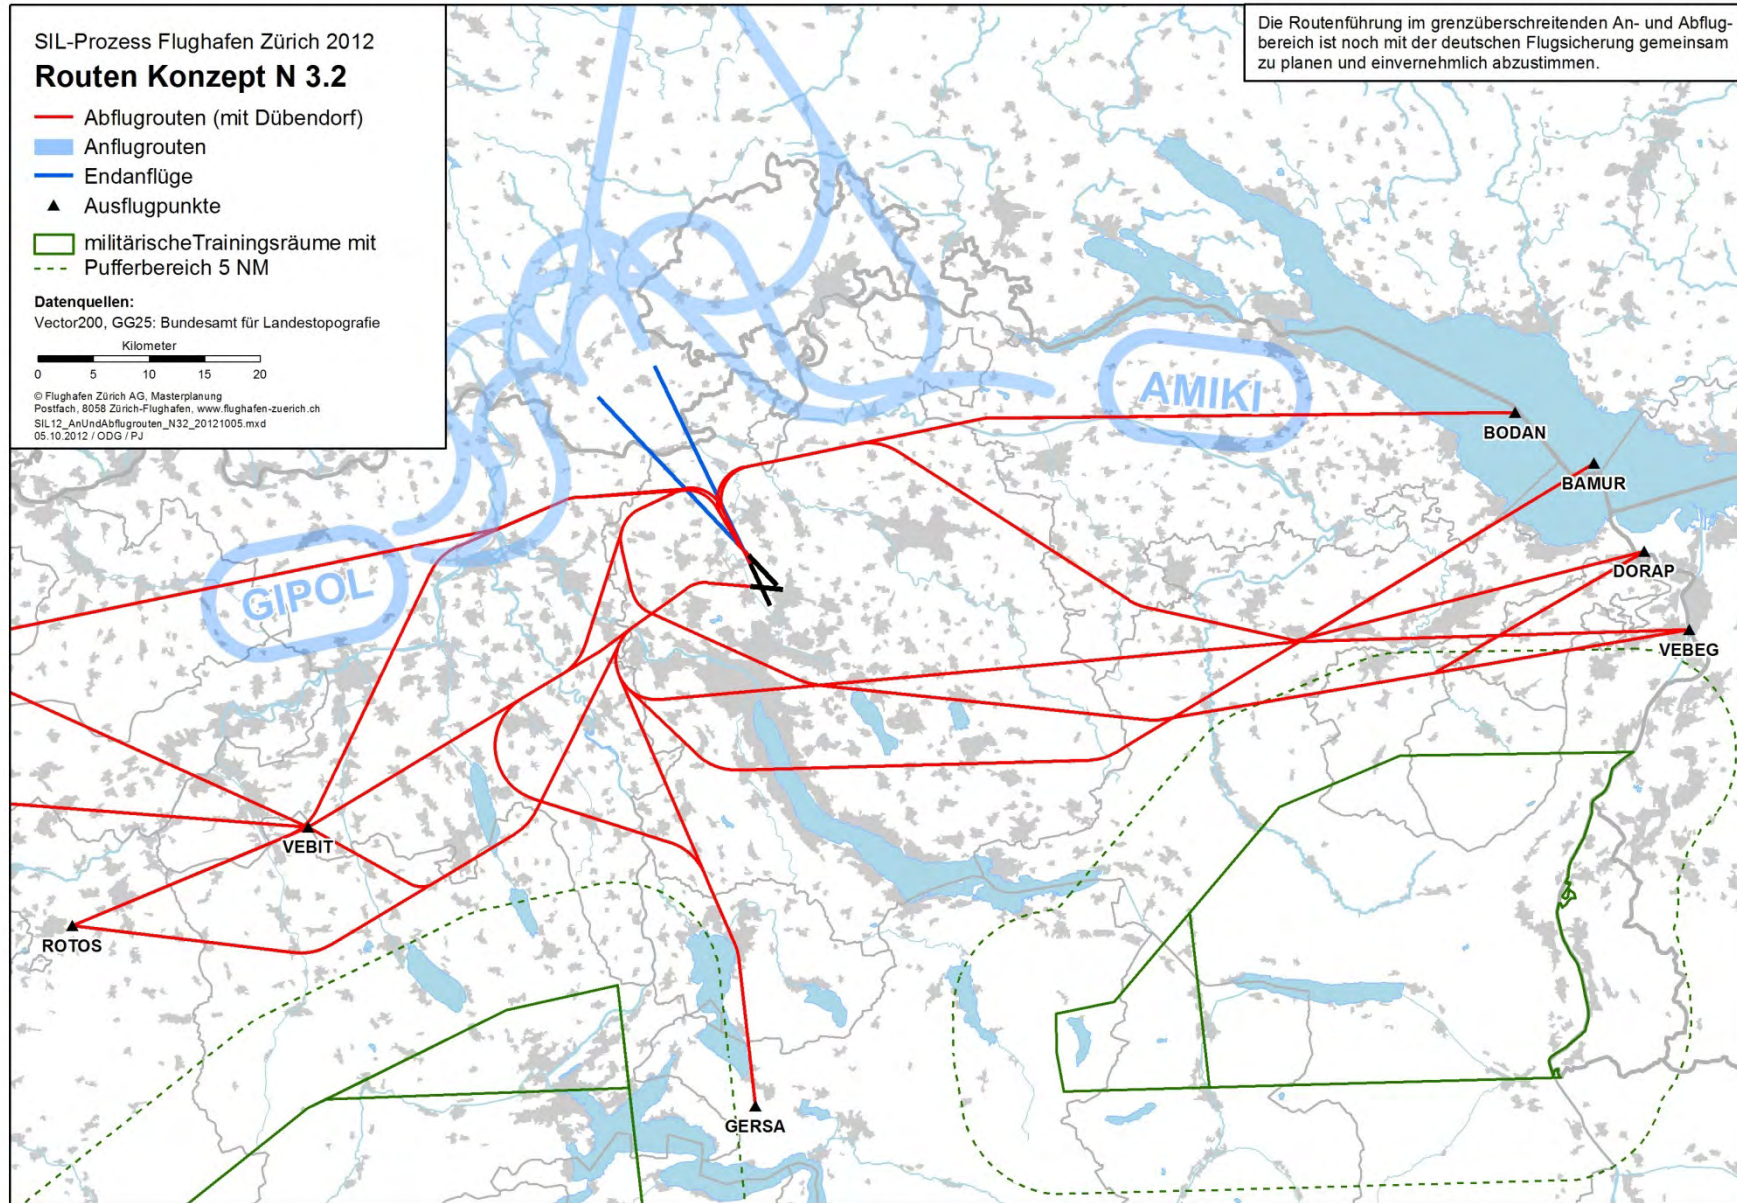 SIL-Prozess Flughafen Zürich 2012
Routen Konzept N 3.2
Abflugrouten (mit Dübendorf)
Anflugrouten
Endanflüge
Ausflugpunkte
militärischeTrainingsräume mit
Pufferbereich 5 NM
Datenquellen:
Vector200, GG25: Bundesamt für Landestopografie
Kilometer
0 5 10 15 20
© Flughafen Zürich AG, Masterplanung
Postfach, 8058 Zürich-Flughafen, www.flughafen-zuerich.ch
SIL12_AnUndAbflugrouten_N32_20121005.mxd
05.10.2012 / ODG / PJ
Die Routenführung im grenzüberschreitenden An- und Abflug-
bereich ist noch mit der deutschen Flugsicherung gemeinsam
zu planen und einvernehmlich abzustimmen.
AMIKI
BODAN
BAMUR
DORAP
GIPOL
VEBEG
VEBIT
ROTOS
GERSA